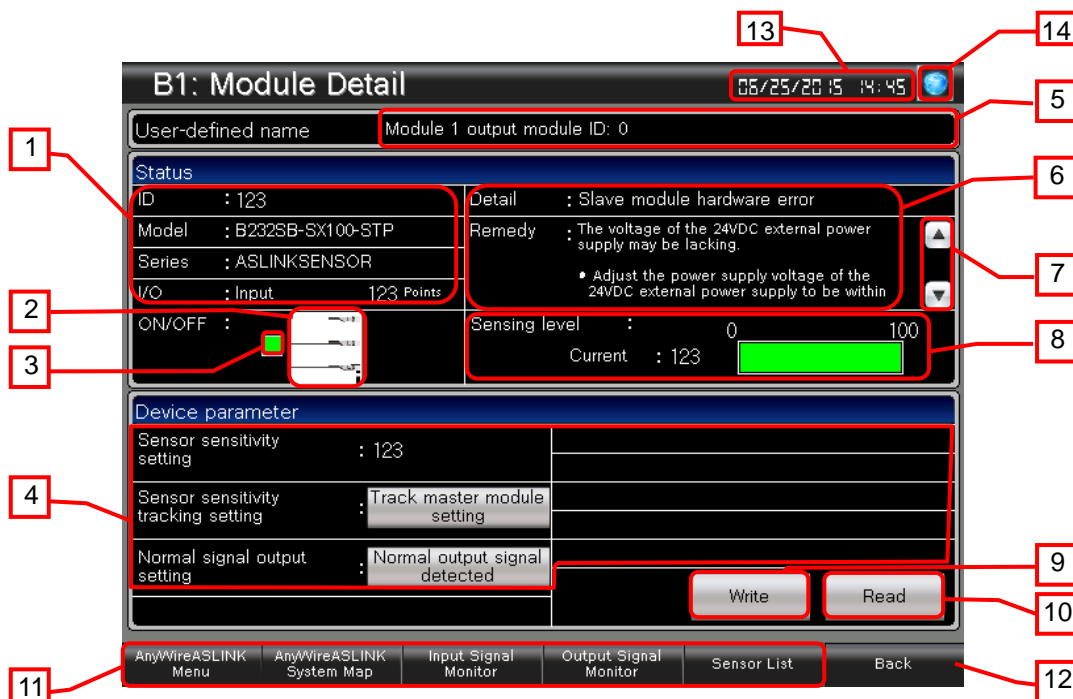 13
14
B1: Module Detail
06/25/2015 14:45
5
User-defined name
Module 1 output module ID: 0
1
Status
6
ID : 123
Detail : Slave module hardware error
Model : B232SB-SX100-STP
Remedy : The voltage of the 24VDC external power
supply may be lacking.
Series : ASLINKSENSOR
• Adjust the power supply voltage of the
24VDC external power supply to be within
7
I/O : Input 123 Points
2
ON/OFF :
Sensing level :
0 100
8
Current : 123
3
Device parameter
Sensor sensitivity
setting : 123
4
Sensor sensitivity
tracking setting :
Track master module
setting
Normal signal output
setting :
Normal output signal
detected
9
Write
Read
10
AnyWireASLINK
Menu
AnyWireASLINK
System Map
Input Signal
Monitor
Output Signal
Monitor
Sensor List
Back
11
12